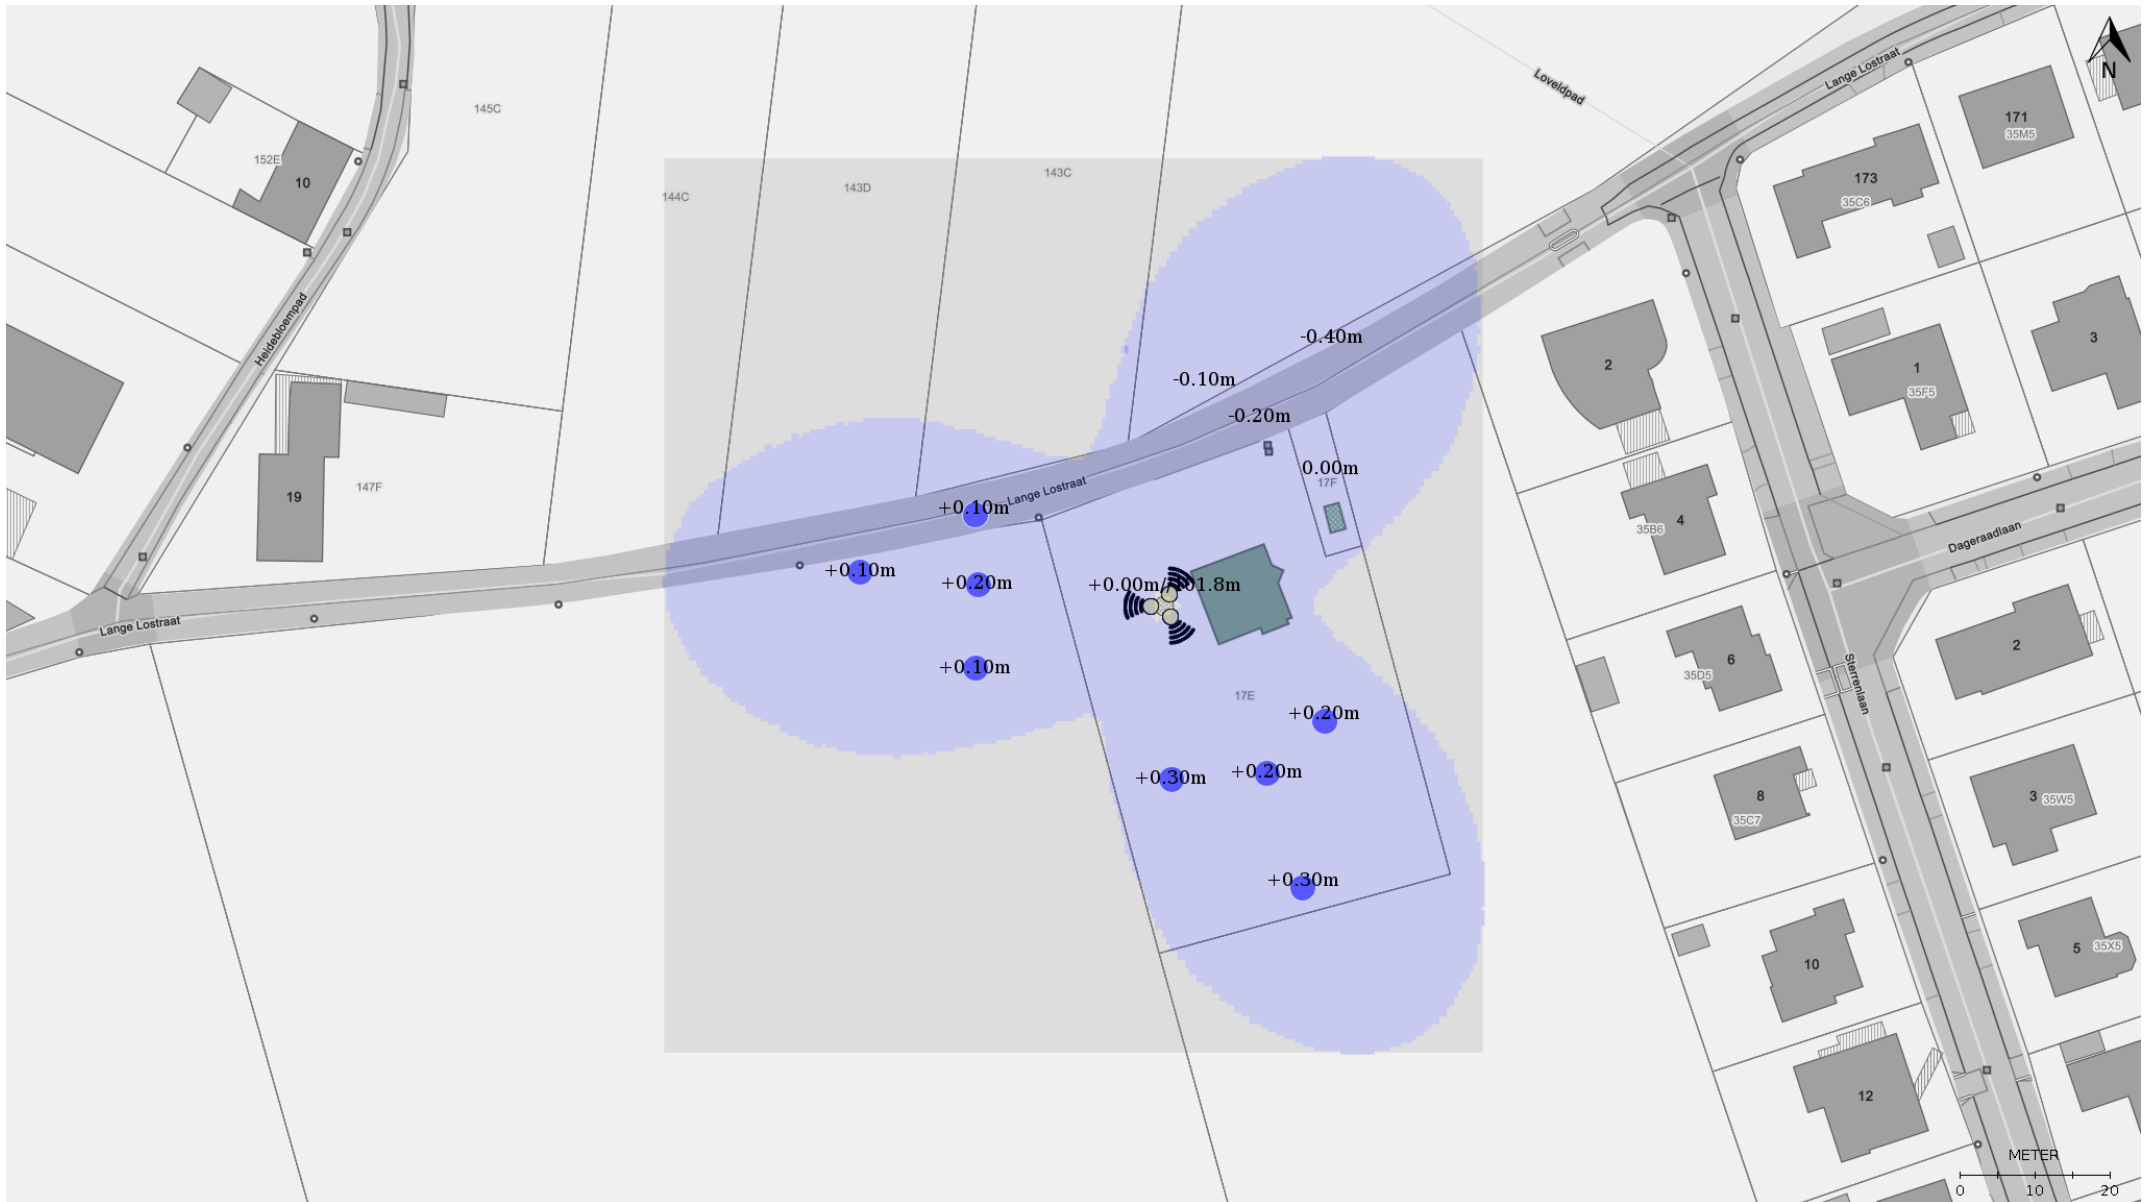 Lange Lostraat
N
Loveldpad
171
35M5
145C
152E
10
173
35C6
143C
143D
144C
Heidebloempad
-0.40m
3
2
1
35F5
-0.10m
-0.20m
0.00m
17F
19
147F
Lange Lostraat
+0.10m
4
35B6
Dageraadlaan
+0.10m
+0.20m
+0.00m/101.8m
Lange Lostraat
2
6
35D5
+0.10m
Sterrenlaan
17E
+0.20m
+0.30m
+0.20m
8
35C7
3
35W5
+0.30m
5
35X5
10
12
METER
0 10 20